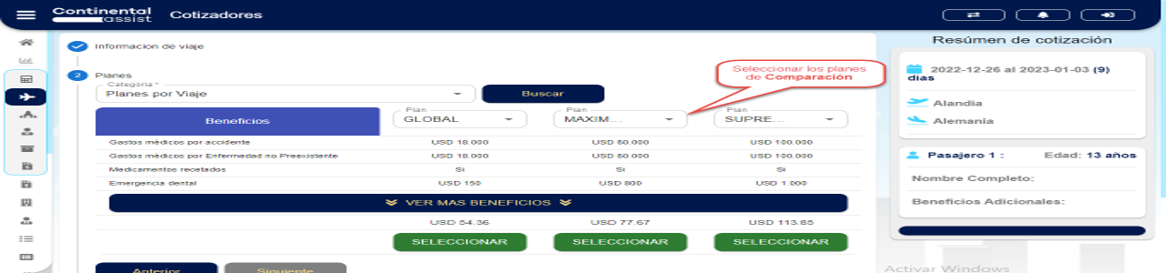 Continental assist Cotizadores
Informacion de viaje
2 Planes
Categoria *
Planes por Viaje
Buscar
Seleccionar los planes
de Comparación
Beneficios
Plan
GLOBAL
Plan
MAXIM...
Plan
SUPRE...
Gastos médicos por accidente USD 18.000 USD 60.000 USD 100.000
Gastos médicos por Enfermedad no Preexistente USD 18.000 USD 60.000 USD 100.000
Medicamentos recetados Si Si Si
Emergencia dental USD 150 USD 800 USD 1.000
VER MAS BENEFICIOS
USD 54.36 USD 77.67 USD 113.85
SELECCIONAR SELECCIONAR SELECCIONAR
Anterior Siguiente
Resúmen de cotización
2022-12-26 al 2023-01-03 (9)
días
Alandia
Alemania
Pasajero 1 : Edad: 13 años
Nombre Completo:
Beneficios Adicionales:
Activar Windows